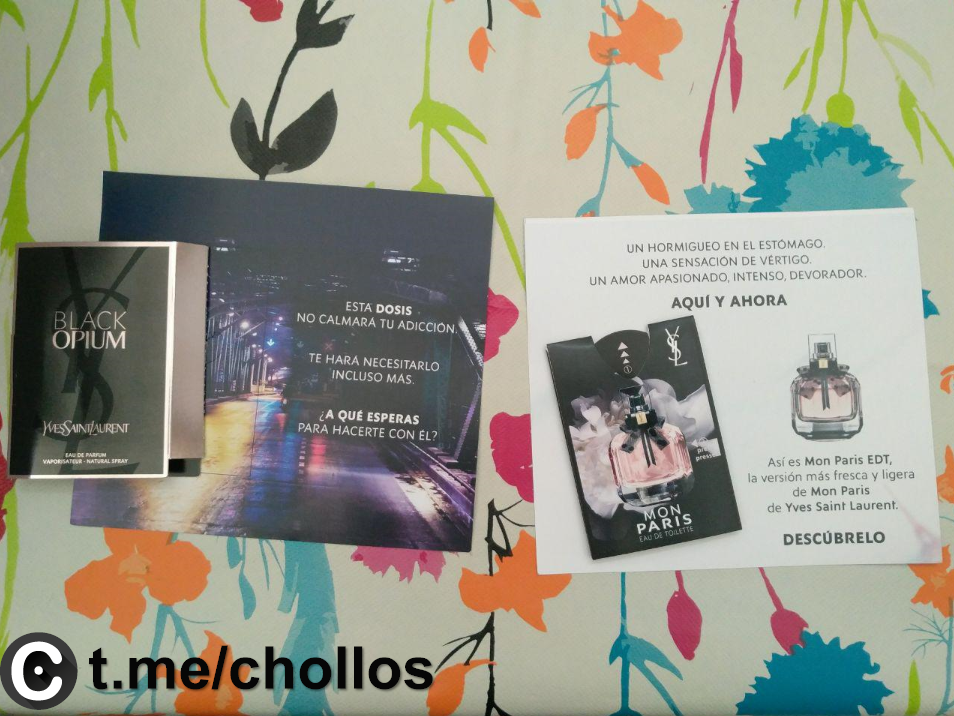 BLACK
OPIUM
YVESSAINTLAURENT
EAU DE PARFUM
VAPORISATEUR - NATURAL SPRAY
ESTA DOSIS
NO CALMARÁ TU ADICCIÓN,
TE HARÁ NECESITARLO
INCLUSO MÁS.
¿A QUÉ ESPERAS
PARA HACERTE CON ÉL?
UN HORMIGUEO EN EL ESTÓMAGO.
UNA SENSACIÓN DE VÉRTIGO.
UN AMOR APASIONADO, INTENSO, DEVORADOR.
AQUÍ Y AHORA
YSL
MON
PARIS
EAU DE TOILETTE
Así es Mon Paris EDT,
la versión más fresca y ligera
de Mon Paris
de Yves Saint Laurent.
DESCÚBRELO
t.me/chollos